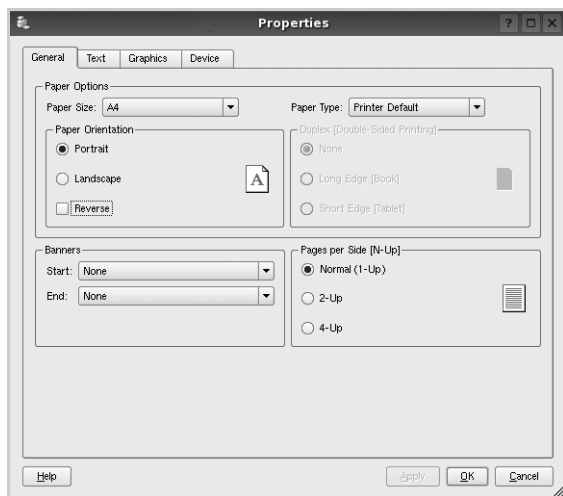 Properties
General Text Graphics Device
Paper Options
Paper Size: A4 Paper Type: Printer Default
Paper Orientation
Portrait
Landscape
A
Reverse
Duplex [Double-Sided Printing]
None
Long Edge [Book]
Short Edge [Tablet]
Banners
Start: None
End: None
Pages per Side [N-Up]
Normal (1-Up)
2-Up
4-Up
Help Apply OK Cancel